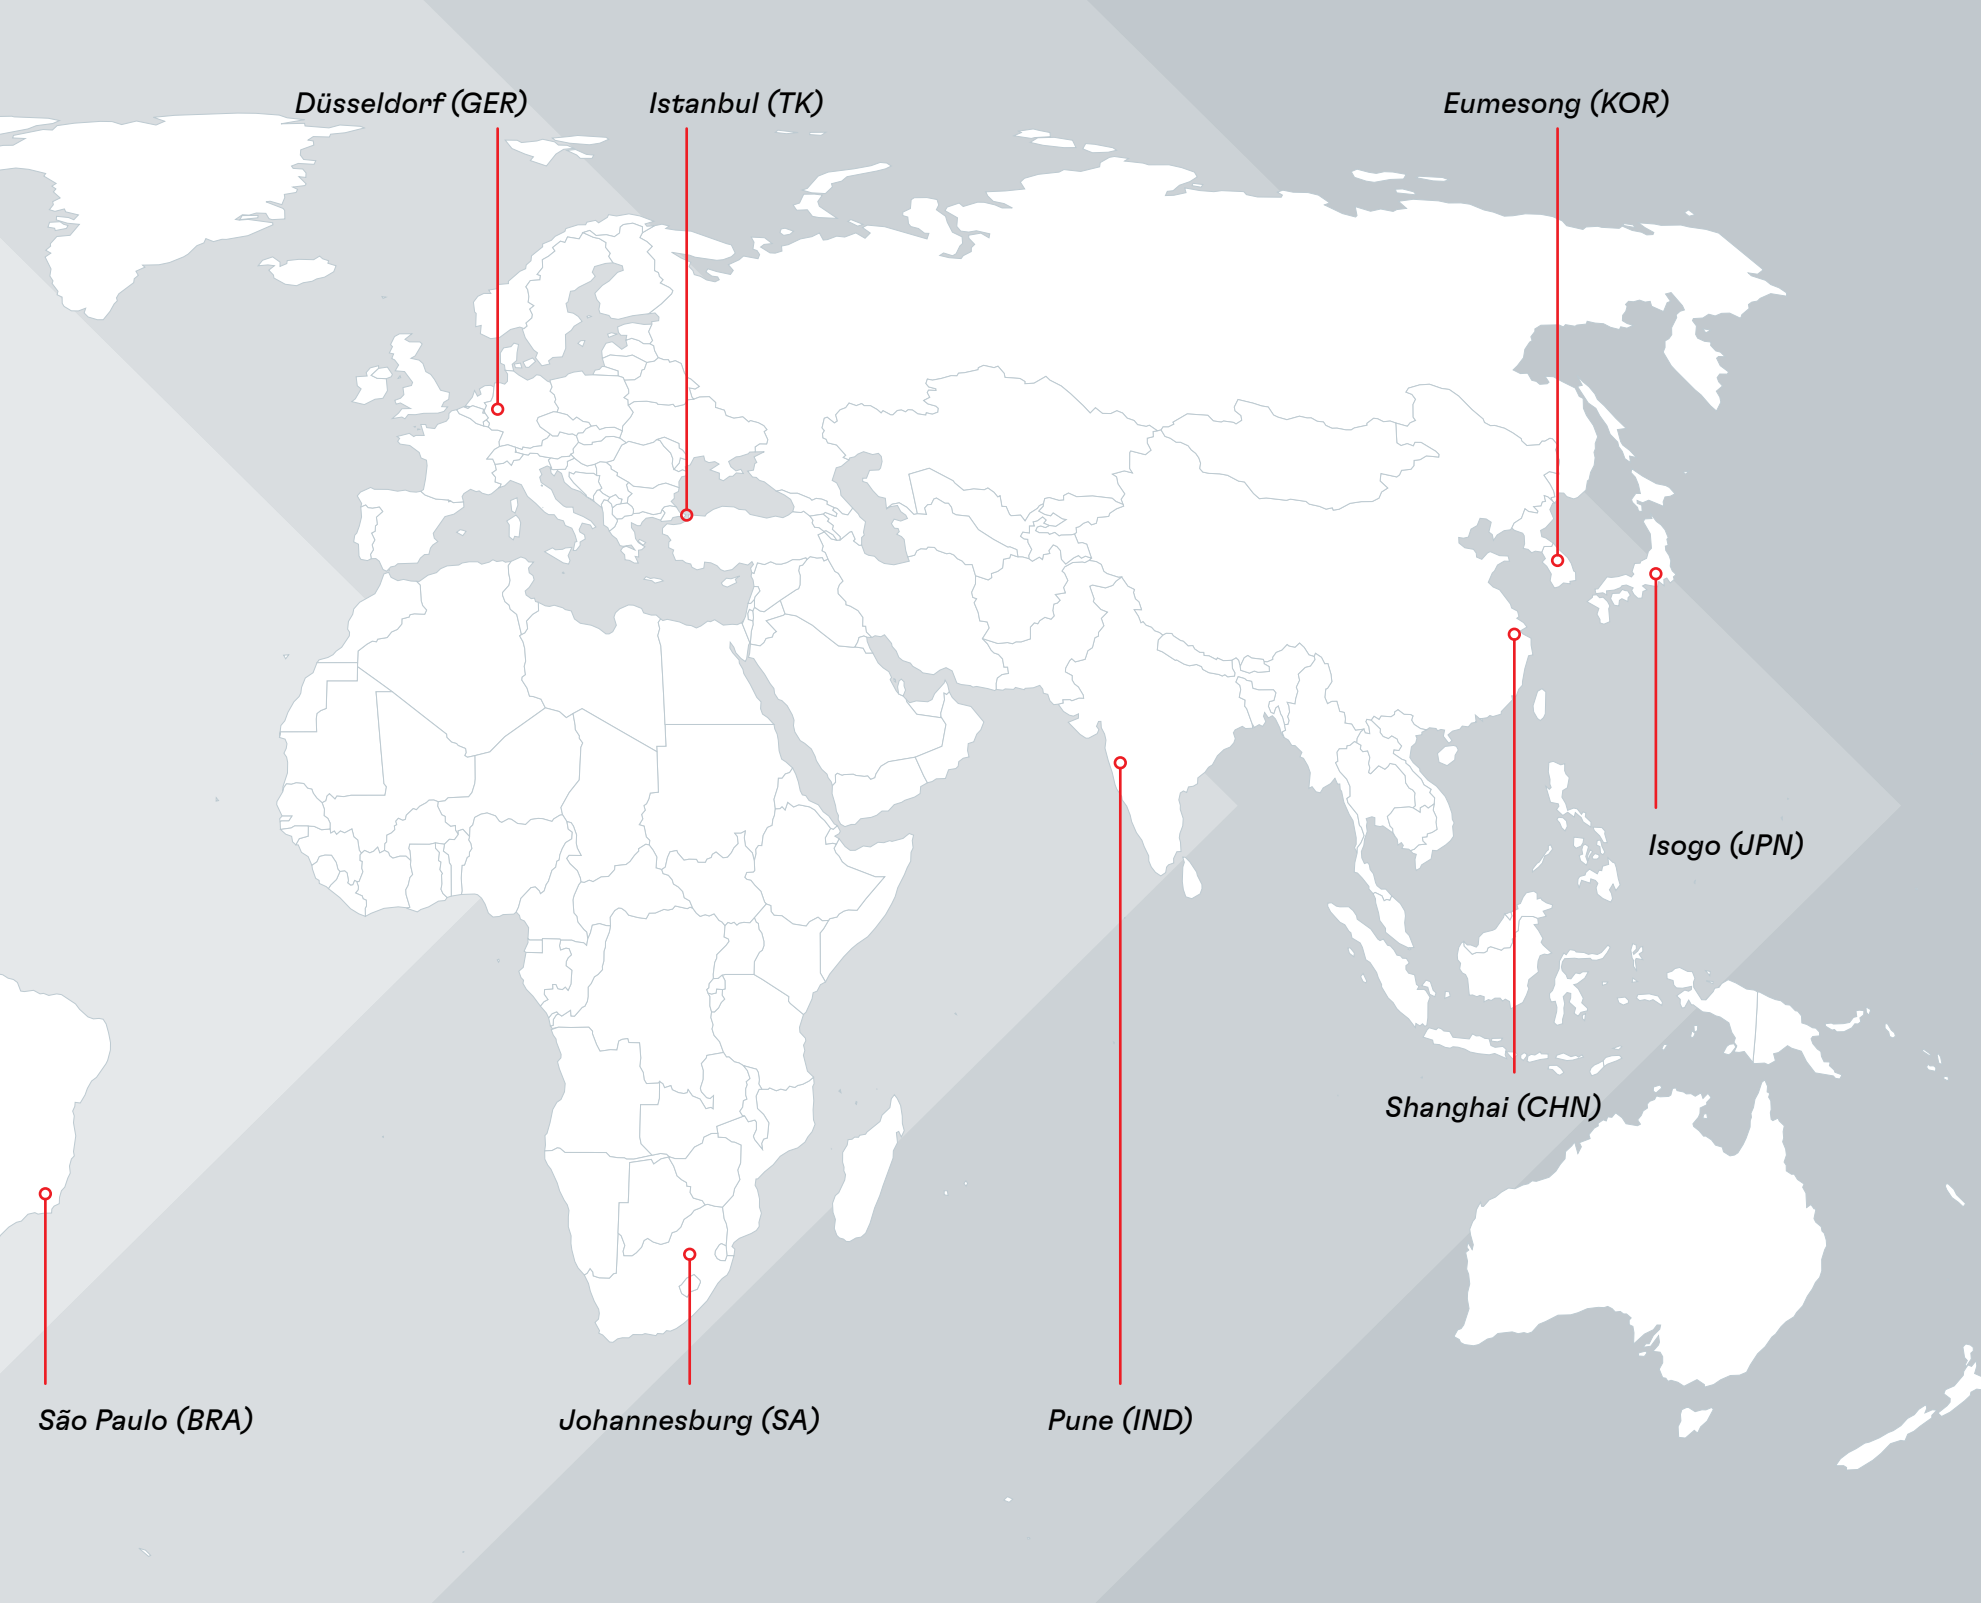 Düsseldorf (GER)
Istanbul (TK)
Eumesong (KOR)
Isogo (JPN)
Shanghai (CHN)
São Paulo (BRA)
Johannesburg (SA)
Pune (IND)